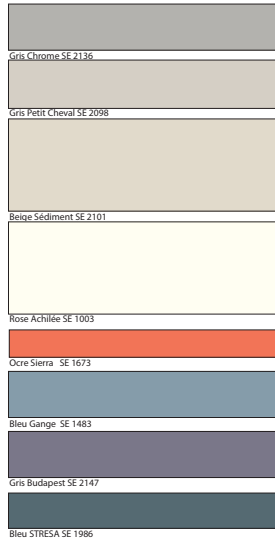 Gris Chrome SE 2136
Gris Petit Cheval SE 2098
Beige Sédiment SE 2101
Rose Achilée SE 1003
Ocre Sierra SE 1673
Bleu Gange SE 1483
Gris Budapest SE 2147
Bleu STRESA SE 1986